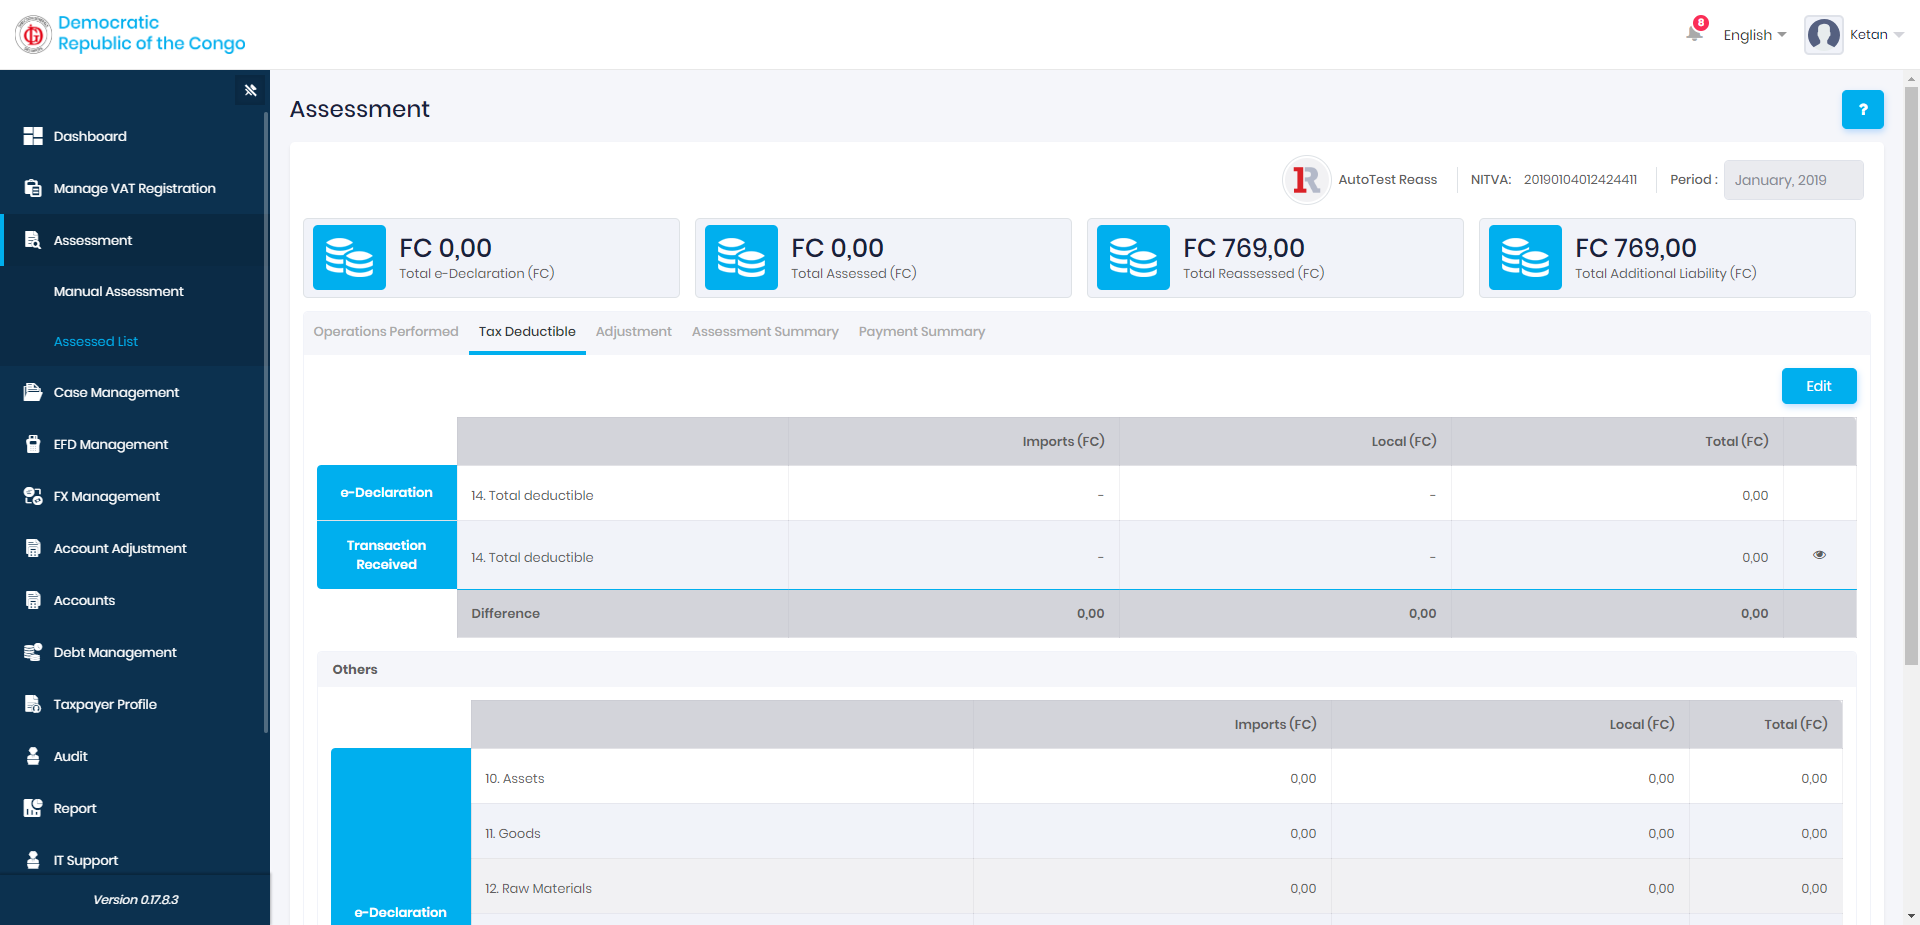 Democratic
Republic of the Congo
8
English
Ketan
Dashboard
Manage VAT Registration
Assessment
Manual Assessment
Assessed List
Case Management
EFD Management
FX Management
Account Adjustment
Accounts
Debt Management
Taxpayer Profile
Audit
Report
IT Support
Version 0.17.8.3
Assessment
?
AutoTest Reass
NITVA: 20190104012424411
Period : January, 2019
FC 0,00
Total e-Declaration (FC)
FC 0,00
Total Assessed (FC)
FC 769,00
Total Reassessed (FC)
FC 769,00
Total Additional Liability (FC)
Operations Performed Tax Deductible Adjustment Assessment Summary Payment Summary
Edit
Imports (FC) Local (FC) Total (FC)
e-Declaration 14. Total deductible - - 0,00
Transaction
Received
14. Total deductible - - 0,00
Difference 0,00 0,00 0,00
Others
Imports (FC) Local (FC) Total (FC)
10. Assets 0,00 0,00 0,00
11. Goods 0,00 0,00 0,00
12. Raw Materials 0,00 0,00 0,00
e-Declaration